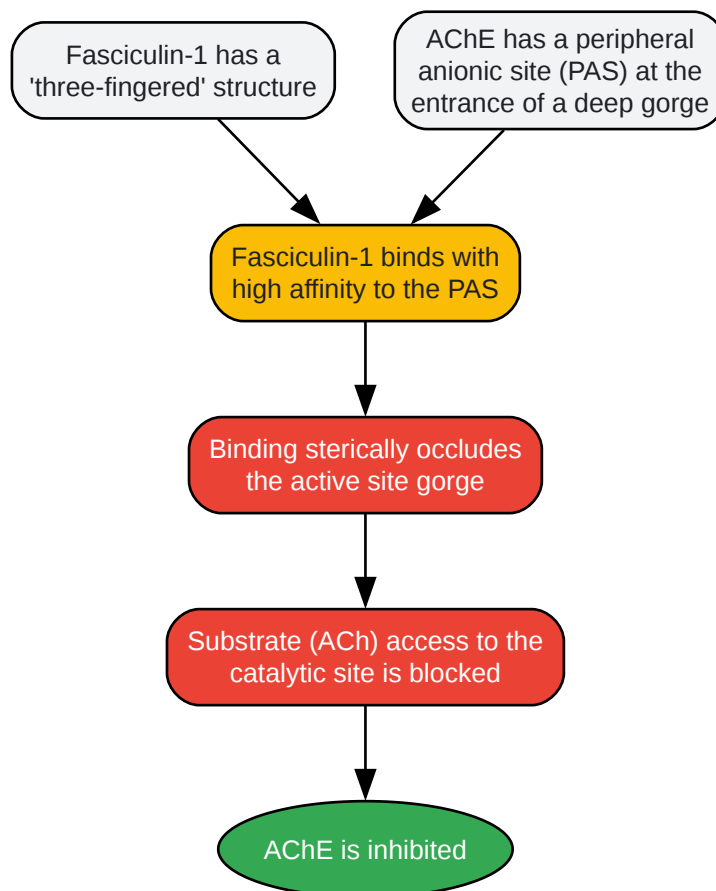 Fasciculin-1 has a
'three-fingered' structure
AChE has a peripheral
anionic site (PAS) at the
entrance of a deep gorge
Fasciculin-1 binds with
high affinity to the PAS
Binding sterically occludes
the active site gorge
Substrate (ACh) access to the
catalytic site is blocked
AChE is inhibited